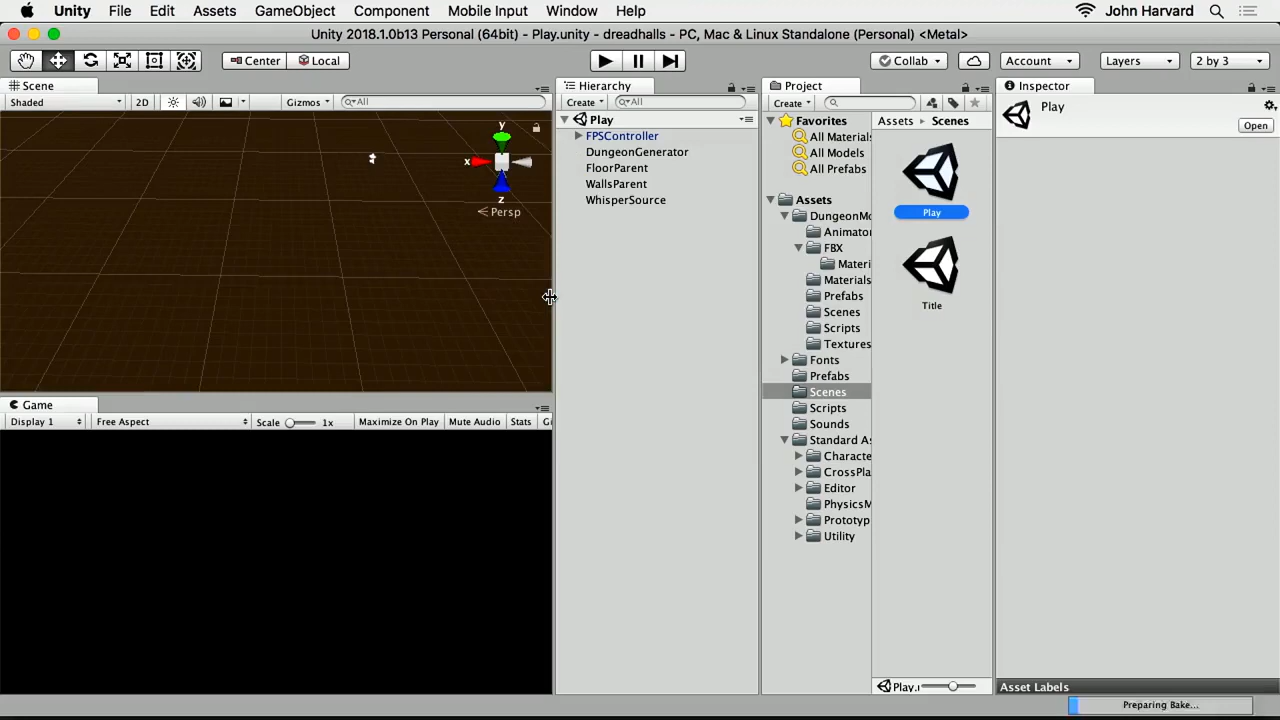 Unity File Edit Assets GameObject Component Mobile Input Window Help John Harvard
Unity 2018.1.0b13 Personal (64bit) - Play.unity - dreadhalls - PC, Mac & Linux Standalone (Personal) <Metal>
Center Local Collab Account Layers 2 by 3
Scene
Shaded 2D Gizmos All
y
x
z
Persp
Game
Display 1 Free Aspect Scale 1x Maximize On Play Mute Audio Stats Gi
Hierarchy
Create All
Play
FPSController
DungeonGenerator
FloorParent
WallsParent
WhisperSource
Project
Create
Favorites
All Materials
All Models
All Prefabs
Assets
DungeonMo
Animator
FBX
Materi
Materials
Prefabs
Scenes
Scripts
Textures
Fonts
Prefabs
Scenes
Scripts
Sounds
Standard As
Characte
CrossPla
Editor
PhysicsM
Prototyp
Utility
Assets Scenes
Play
Title
Play.u
Inspector
Play
Open
Asset Labels
Preparing Bake...